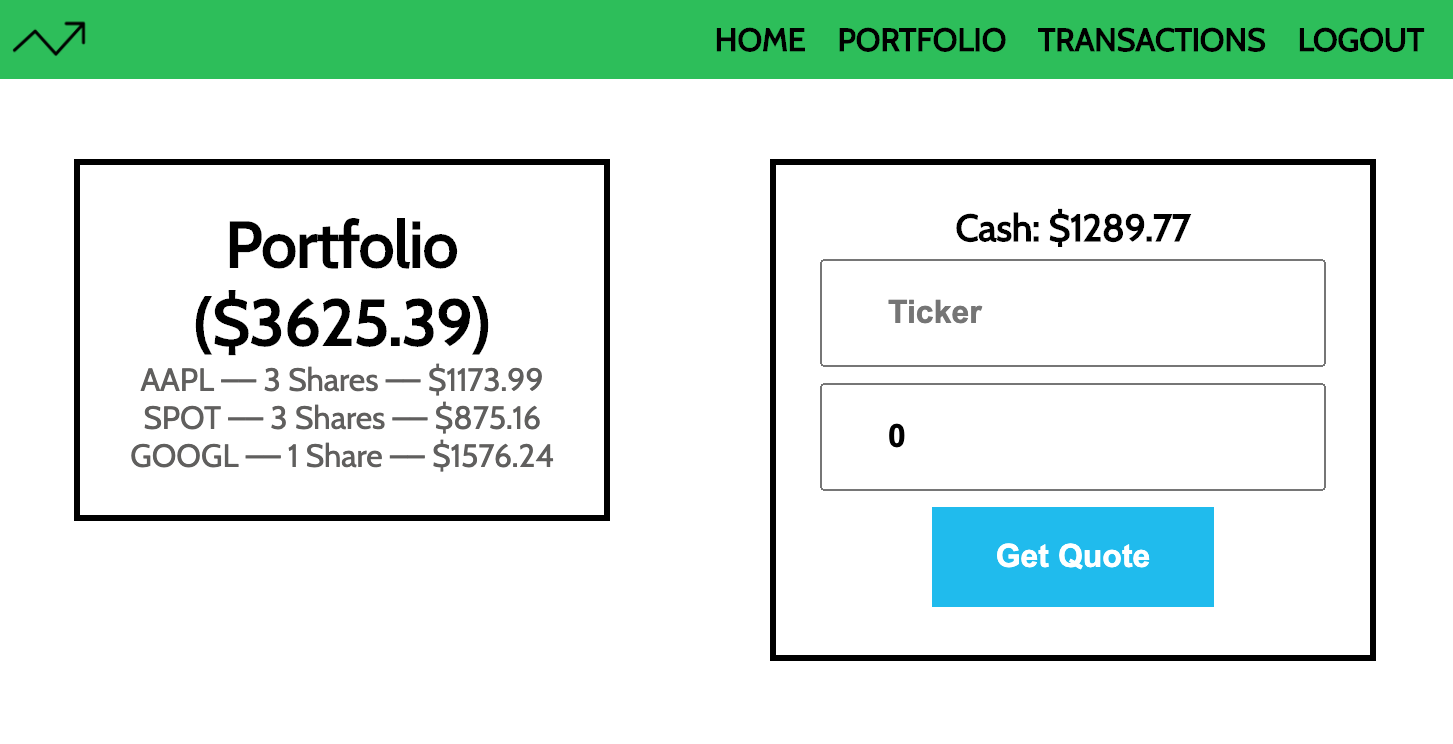 HOME PORTFOLIO TRANSACTIONS LOGOUT
Portfolio
($3625.39)
AAPL — 3 Shares — $1173.99
SPOT — 3 Shares — $875.16
GOOGL — 1 Share — $1576.24
Cash: $1289.77
Ticker
0
Get Quote